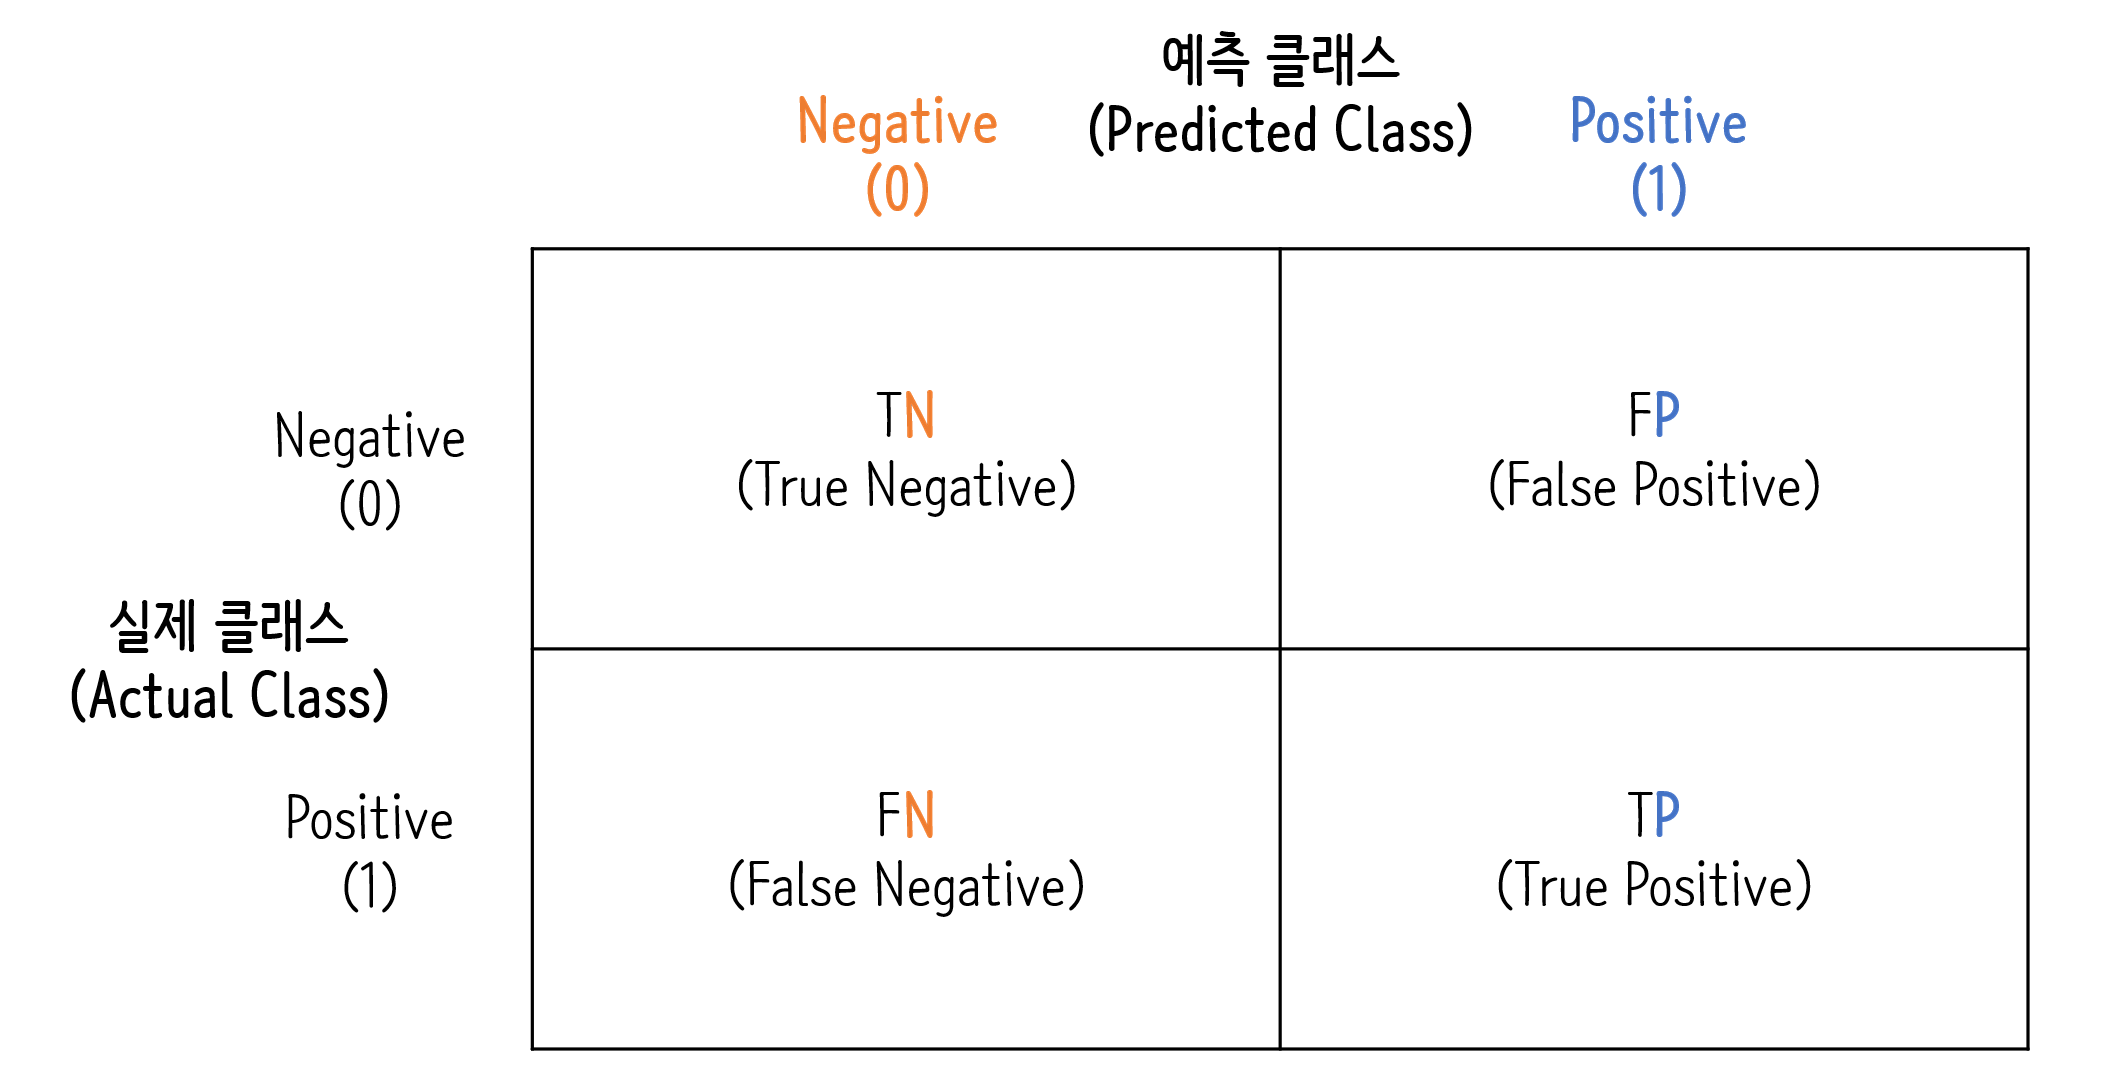 예측 클래스
(Predicted Class)
Negative
(0)
Positive
(1)
Negative
(0)
TN
(True Negative)
FP
(False Positive)
실제 클래스
(Actual Class)
Positive
(1)
FN
(False Negative)
TP
(True Positive)